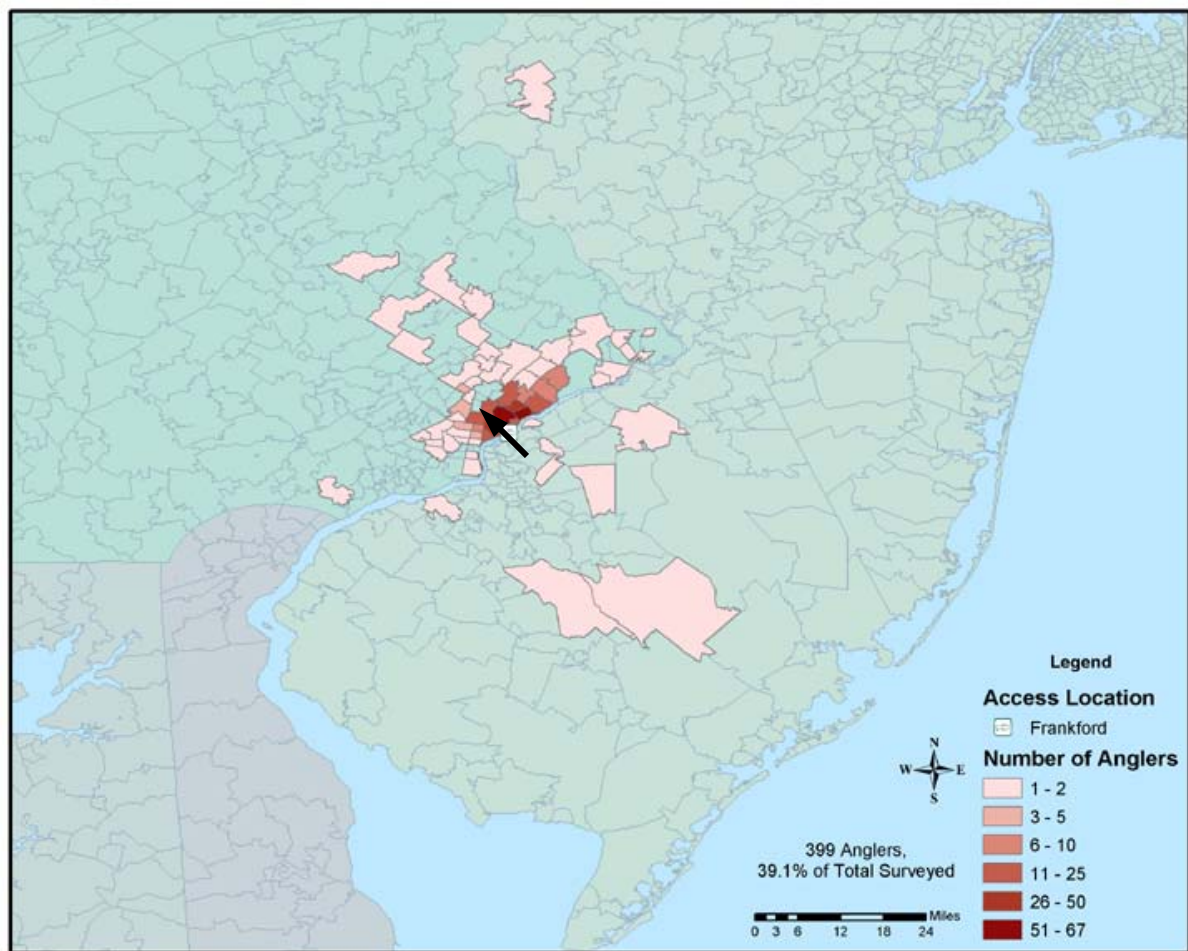 Legend
Access Location
Frankford
Number of Anglers
1 - 2
3 - 5
6 - 10
11 - 25
26 - 50
51 - 67
N
W E
S
399 Anglers,
39.1% of Total Surveyed
Miles
0 3 6 12 18 24